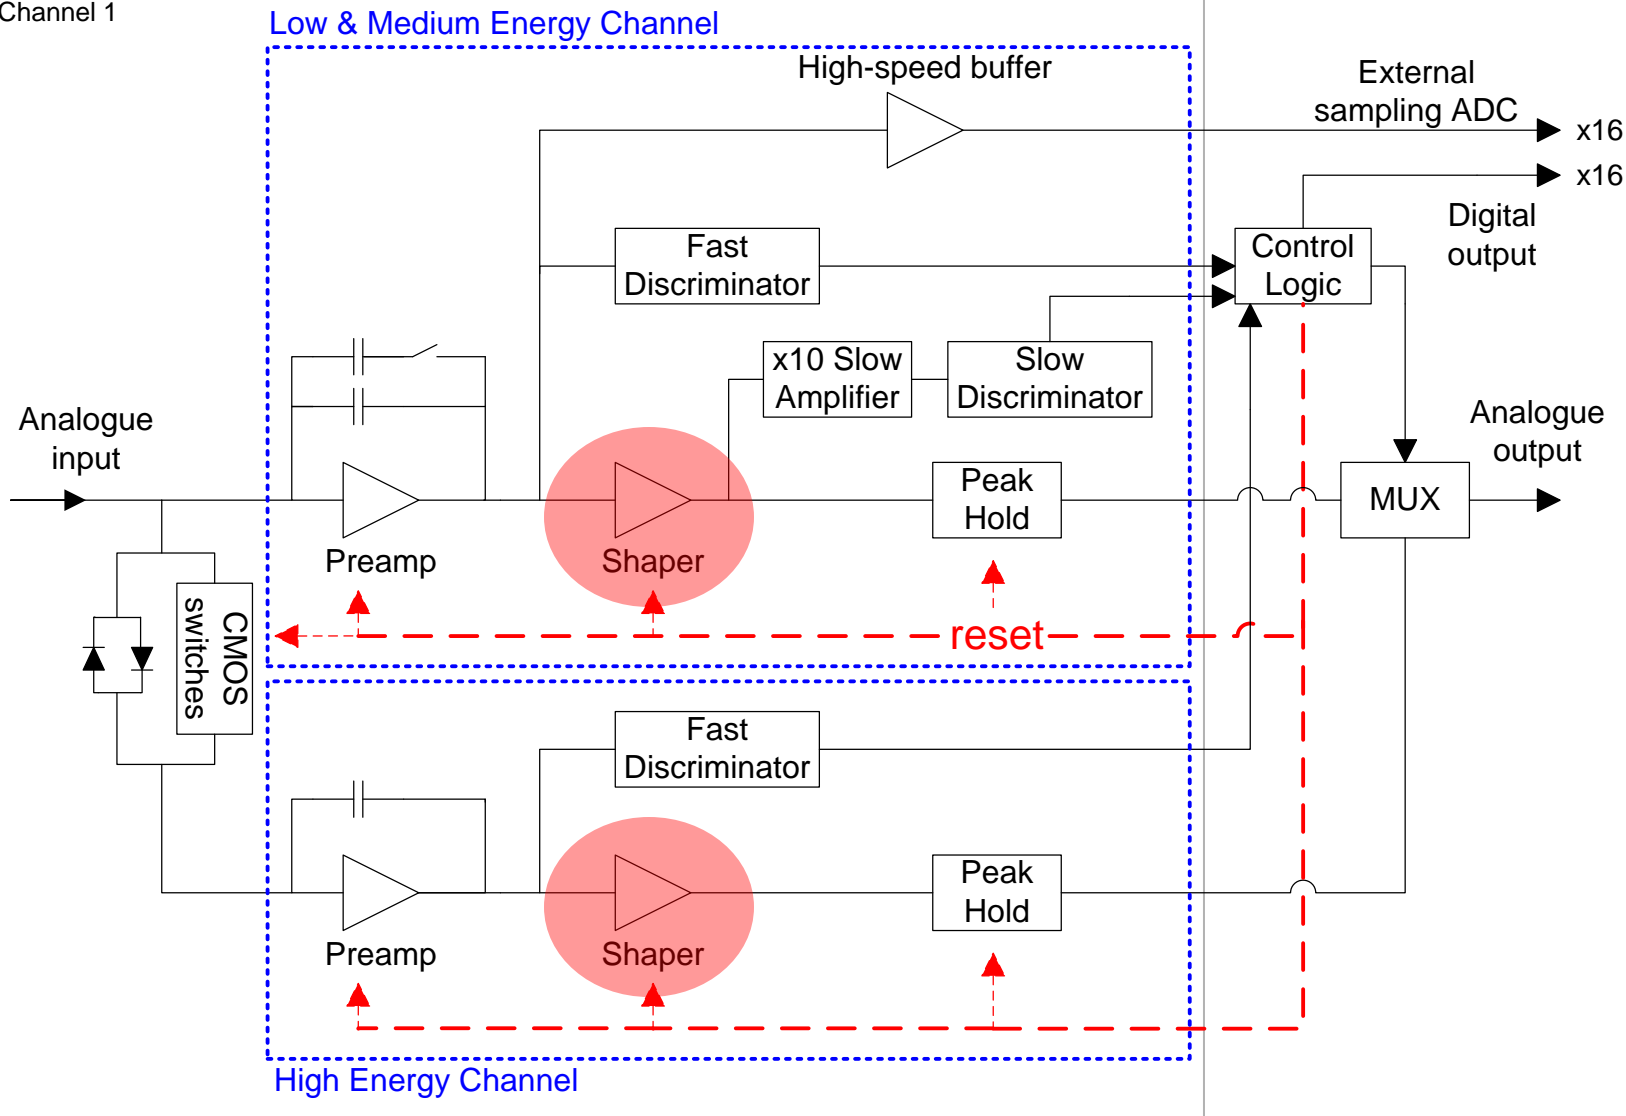 Channel 1
Low & Medium Energy Channel
High-speed buffer
External
sampling ADC
x16
x16
Digital
output
Fast
Discriminator
Control
Logic
x10 Slow
Amplifier
Slow
Discriminator
Analogue
input
Analogue
output
Preamp
Shaper
Peak
Hold
MUX
reset
CMOS
switches
Fast
Discriminator
Preamp
Shaper
Peak
Hold
High Energy Channel